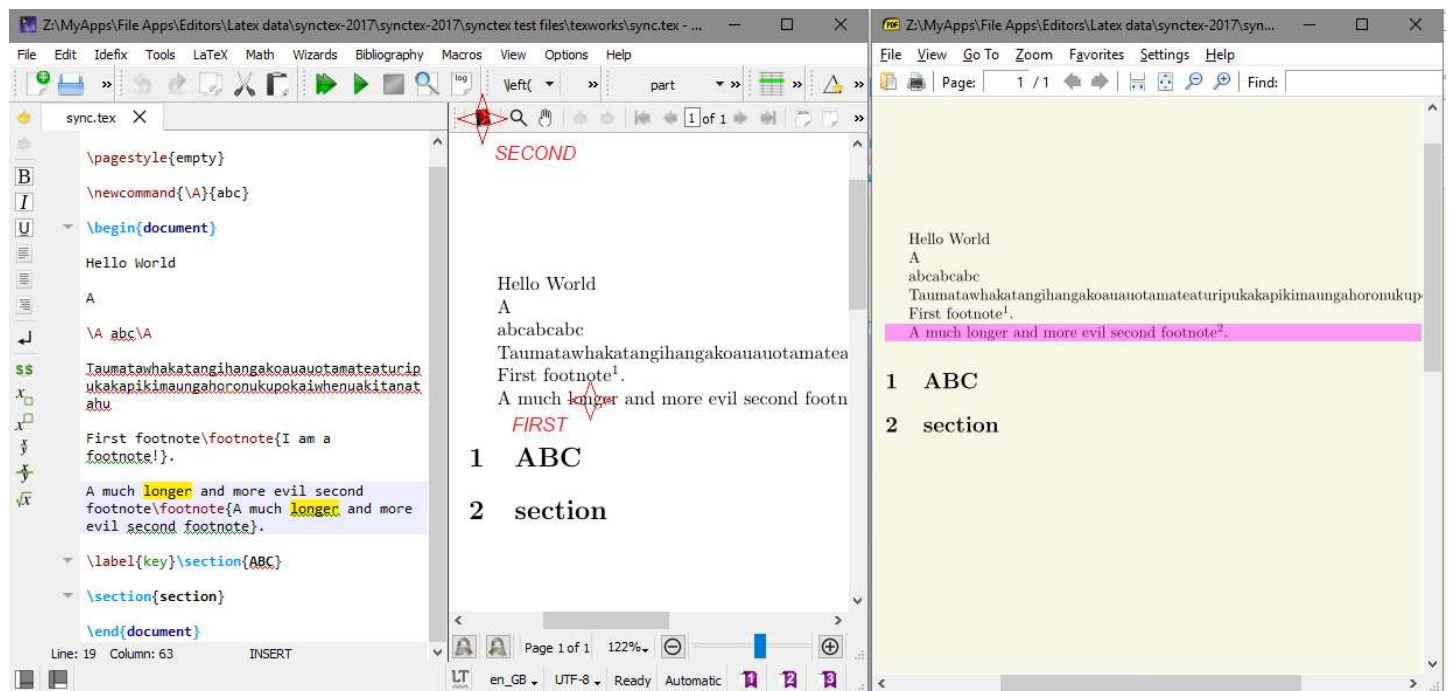 Z:\MyApps\File Apps\Editors\Latex data\synctex-2017\synctex-2017\synctex test files\texworks\sync.tex - ...
File Edit Idefix Tools LaTeX Math Wizards Bibliography Macros View Options Help
» log \left( » part » » »
sync.tex
\pagestyle{empty}
\newcommand{\A}{abc}
\begin{document}
Hello World
A
\A abc\A
Taumatawhakatangihangakoauauotamateaturip
ukakapikimaungahoronukupokaiwhenuakitanat
ahu
First footnote\footnote{I am a
footnote!}.
A much longer and more evil second
footnote\footnote{A much longer and more
evil second footnote}.
\label{key}\section{ABC}
\section{section}
\end{document}
B
I
U
$$
x
x
x
y
x
y
√x
Line: 19 Column: 63 INSERT
1 of 1 »
SECOND
Hello World
A
abcabcabc
Taumatawhakatangihangakoauauotamatea
First footnote1.
A much longer and more evil second footn
FIRST
1 ABC
2 section
Page 1 of 1 122%
LT en_GB UTF-8 Ready Automatic 1 2 3
PDF Z:\MyApps\File Apps\Editors\Latex data\synctex-2017\syn...
File View Go To Zoom Favorites Settings Help
Page: 1 / 1 Find:
Hello World
A
abcabcabc
Taumatawhakatangihangakoauauotamateaturipukakapikimaungahoronukup
First footnote1.
A much longer and more evil second footnote2.
1 ABC
2 section